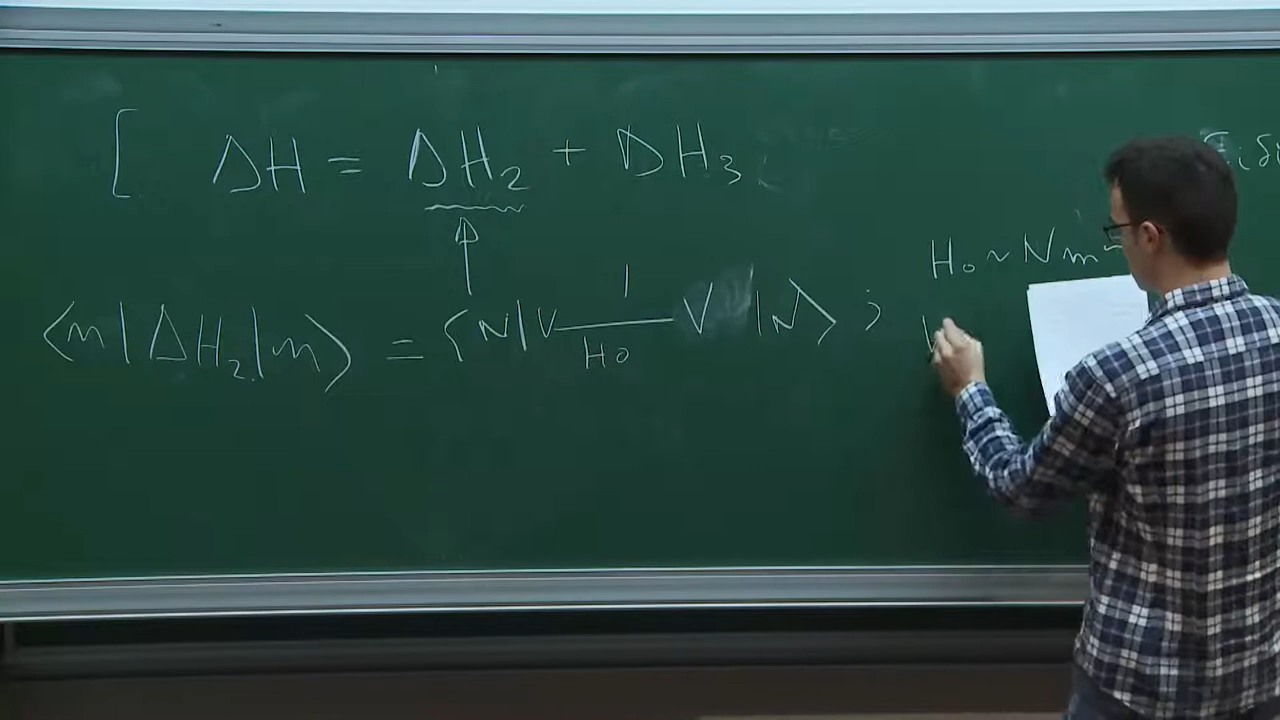 [ ΔH = ΔH₂ + ΔH₃
⟨n|ΔH₂|m⟩ = ⟨N|V 1/H₀ V|N⟩ ;
H₀ ~ N m